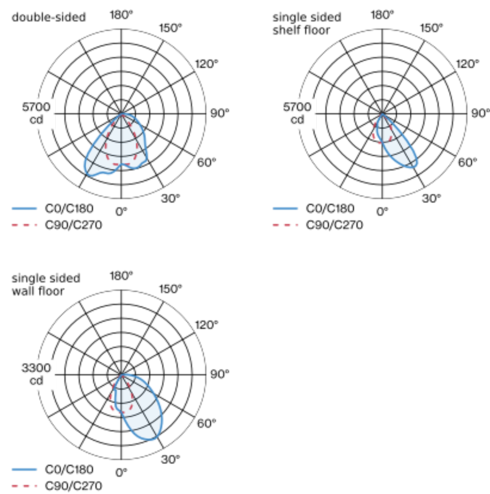 double-sided
180°
150°
120°
5700
cd
90°
60°
30°
0°
C0/C180
C90/C270
single sided
shelf floor
180°
150°
120°
5700
cd
90°
60°
30°
0°
C0/C180
C90/C270
single sided
wall floor
180°
150°
120°
3300
cd
90°
60°
30°
0°
C0/C180
C90/C270